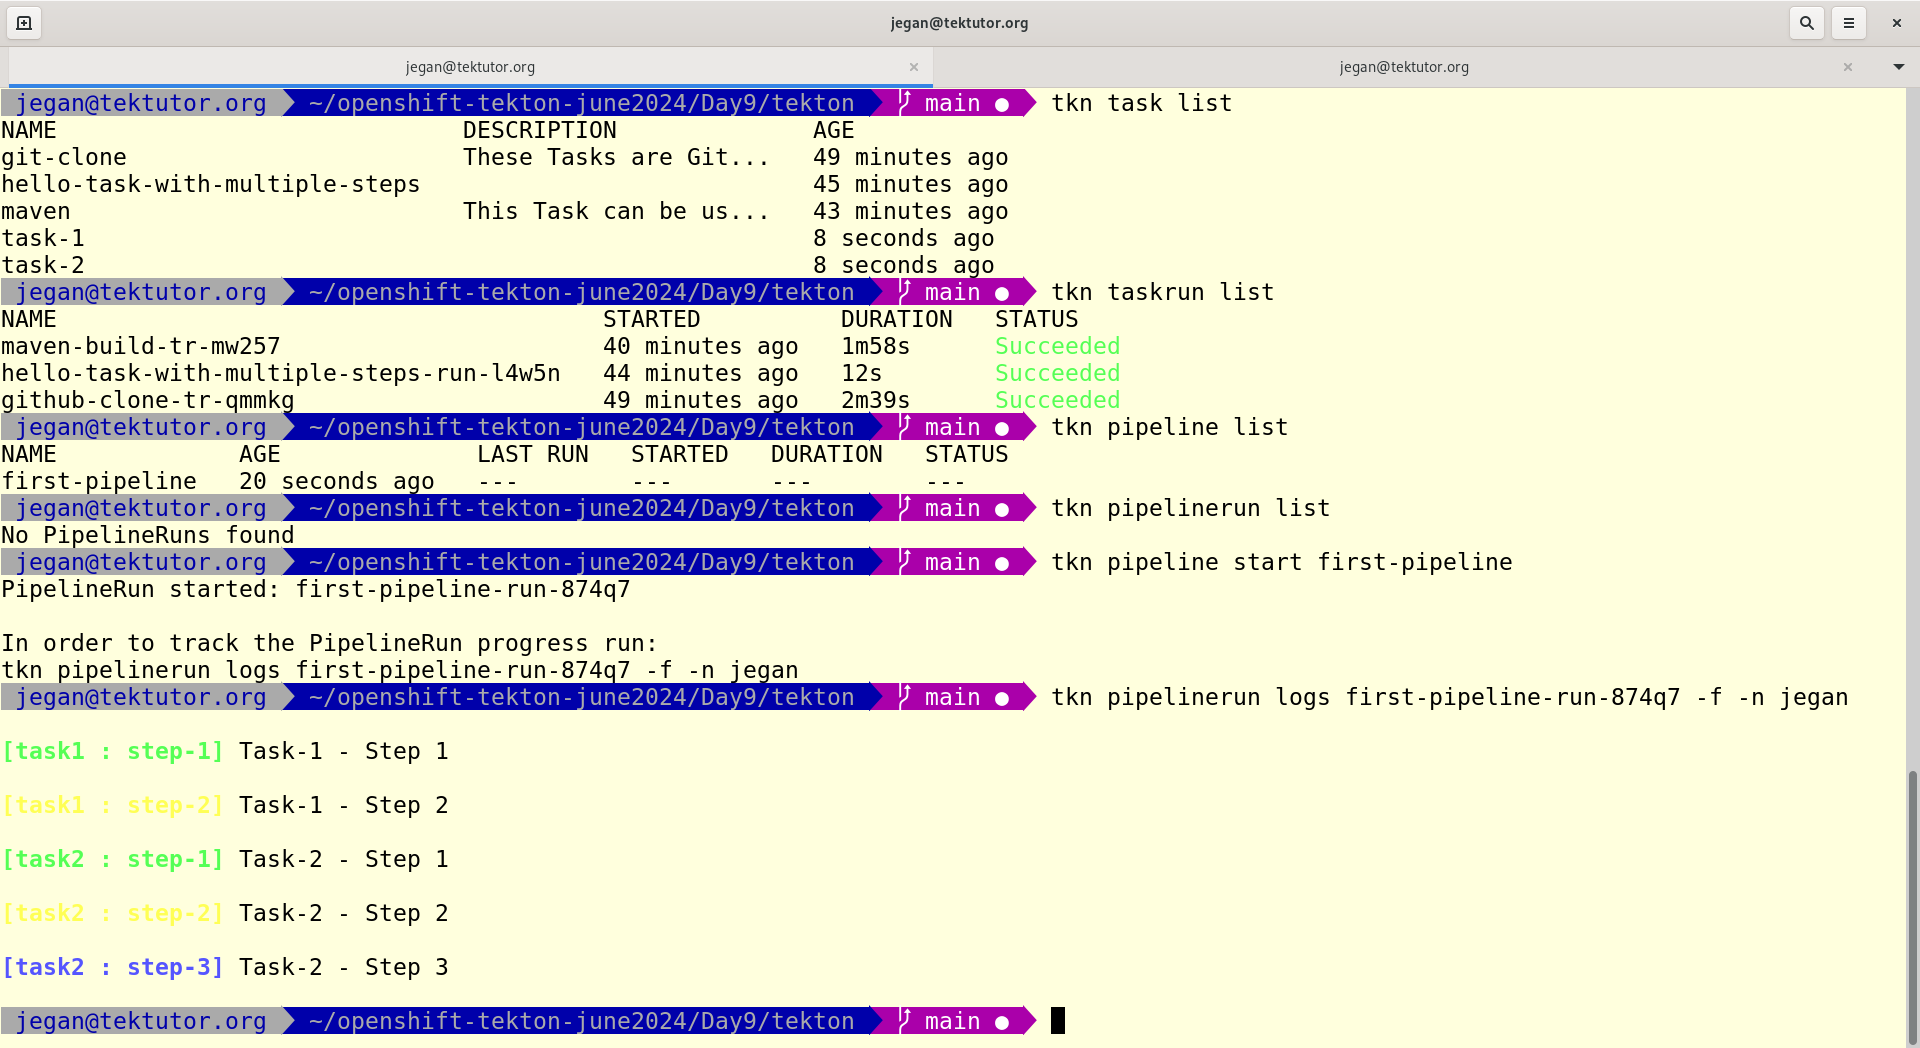 jegan@tektutor.org
jegan@tektutor.org jegan@tektutor.org
jegan@tektutor.org ~/openshift-tekton-june2024/Day9/tekton main ● tkn task list
NAME DESCRIPTION AGE
git-clone These Tasks are Git... 49 minutes ago
hello-task-with-multiple-steps 45 minutes ago
maven This Task can be us... 43 minutes ago
task-1 8 seconds ago
task-2 8 seconds ago
jegan@tektutor.org ~/openshift-tekton-june2024/Day9/tekton main ● tkn taskrun list
NAME STARTED DURATION STATUS
maven-build-tr-mw257 40 minutes ago 1m58s Succeeded
hello-task-with-multiple-steps-run-l4w5n 44 minutes ago 12s Succeeded
github-clone-tr-qmmkg 49 minutes ago 2m39s Succeeded
jegan@tektutor.org ~/openshift-tekton-june2024/Day9/tekton main ● tkn pipeline list
NAME AGE LAST RUN STARTED DURATION STATUS
first-pipeline 20 seconds ago --- --- --- ---
jegan@tektutor.org ~/openshift-tekton-june2024/Day9/tekton main ● tkn pipelinerun list
No PipelineRuns found
jegan@tektutor.org ~/openshift-tekton-june2024/Day9/tekton main ● tkn pipeline start first-pipeline
PipelineRun started: first-pipeline-run-874q7
In order to track the PipelineRun progress run:
tkn pipelinerun logs first-pipeline-run-874q7 -f -n jegan
jegan@tektutor.org ~/openshift-tekton-june2024/Day9/tekton main ● tkn pipelinerun logs first-pipeline-run-874q7 -f -n jegan
[task1 : step-1] Task-1 - Step 1
[task1 : step-2] Task-1 - Step 2
[task2 : step-1] Task-2 - Step 1
[task2 : step-2] Task-2 - Step 2
[task2 : step-3] Task-2 - Step 3
jegan@tektutor.org ~/openshift-tekton-june2024/Day9/tekton main ●